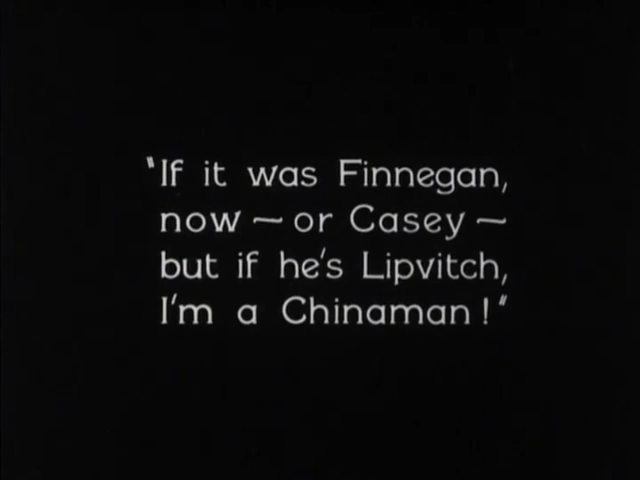 "If it was Finnegan,
now — or Casey —
but if he's Lipvitch,
I'm a Chinaman!"